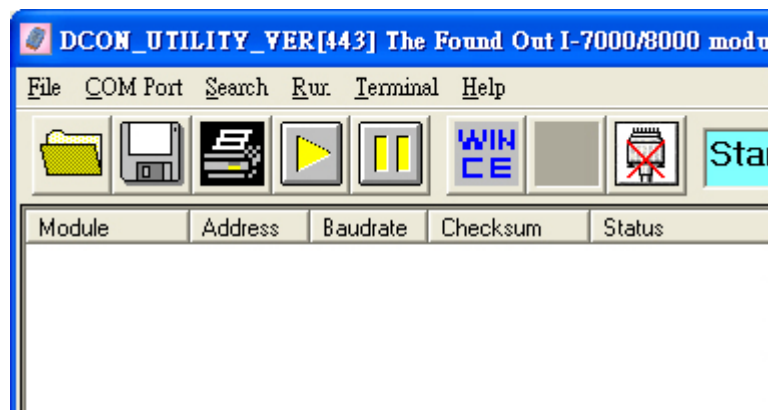 DCON_UTILITY_VER[443] The Found Out I-7000/8000 modu
File COM Port Search Run Terminal Help
WIN
CE
Sta
Module Address Baudrate Checksum Status